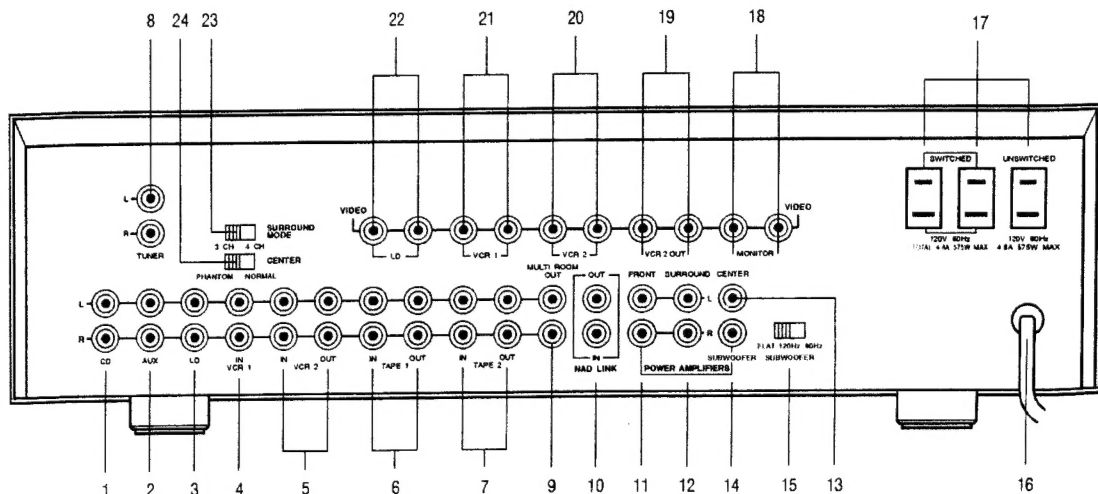 8 24 23 22 21 20 19 18 17
SWITCHED UNSWITCHED
L
VIDEO VIDEO
R
SURROUND MODE
3 CH 4 CH
TUNER
LD VCR 1 VCR 2 VCR 2 OUT MONITOR
120V 60Hz 120V 60Hz
TOTAL 4.8A 575W MAX 4.8A 575W MAX
CENTER
PHANTOM NORMAL
MULTI ROOM OUT OUT FRONT SURROUND CENTER
L L
R R
FLAT 120Hz 80Hz
CD AUX LD IN IN OUT IN OUT IN OUT IN SUBWOOFER SUBWOOFER
VCR 1 VCR 2 TAPE 1 TAPE 2 NAD LINK POWER AMPLIFIERS
1 2 3 4 5 6 7 9 10 11 12 14 15 13 16